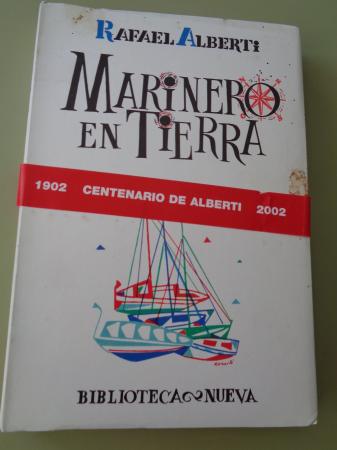 RAFAEL ALBERTI
MARINERO
EN TIERRA
1902 CENTENARIO DE ALBERTI 2002
BIBLIOTECA NUEVA